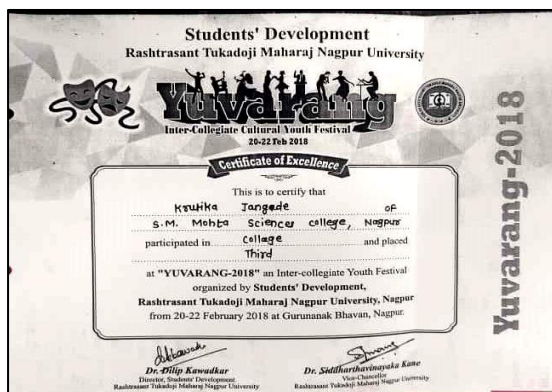 Students' Development
Rashtrasant Tukadoji Maharaj Nagpur University
Yuvarang
Inter-Collegiate Cultural Youth Festival
20-22 Feb 2018
Certificate of Excellence
This is to certify that
Krutika Jangade of
S.M. Mohta Sciences college, Nagpur
participated in Collage and placed
Third
at "YUVARANG-2018" an Inter-collegiate Youth Festival
organized by Students' Development,
Rashtrasant Tukadoji Maharaj Nagpur University, Nagpur
from 20-22 February 2018 at Gurunanak Bhavan, Nagpur.
Dr. Dilip Kawadkar
Director, Students' Development
Rashtrasant Tukadoji Maharaj Nagpur University
Dr. Siddharthavinayaka Kane
Vice-Chancellor
Rashtrasant Tukadoji Maharaj Nagpur University
Yuvarang-2018